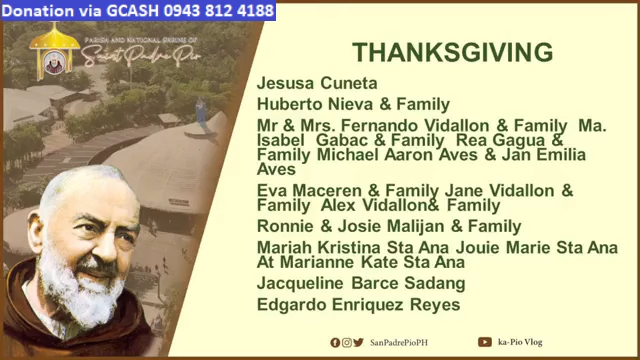 Donation via GCASH 0943 812 4188
PARISH AND NATIONAL SHRINE OF
Saint Padre Pio
THANKSGIVING
Jesusa Cuneta
Huberto Nieva & Family
Mr & Mrs. Fernando Vidallon & Family Ma.
Isabel Gabac & Family Rea Gagua &
Family Michael Aaron Aves & Jan Emilia
Aves
Eva Maceren & Family Jane Vidallon &
Family Alex Vidallon& Family
Ronnie & Josie Malijan & Family
Mariah Kristina Sta Ana Jouie Marie Sta Ana
At Marianne Kate Sta Ana
Jacqueline Barce Sadang
Edgardo Enriquez Reyes
SanPadrePioPH
ka-Pio Vlog